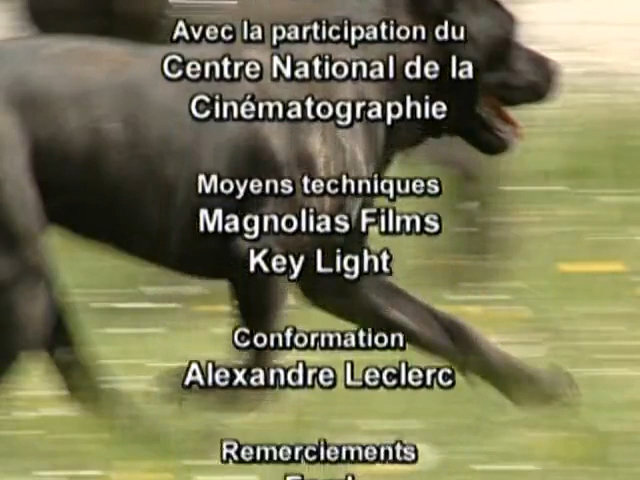 Avec la participation du
Centre National de la
Cinématographie
Moyens techniques
Magnolias Films
Key Light
Conformation
Alexandre Leclerc
Remerciements